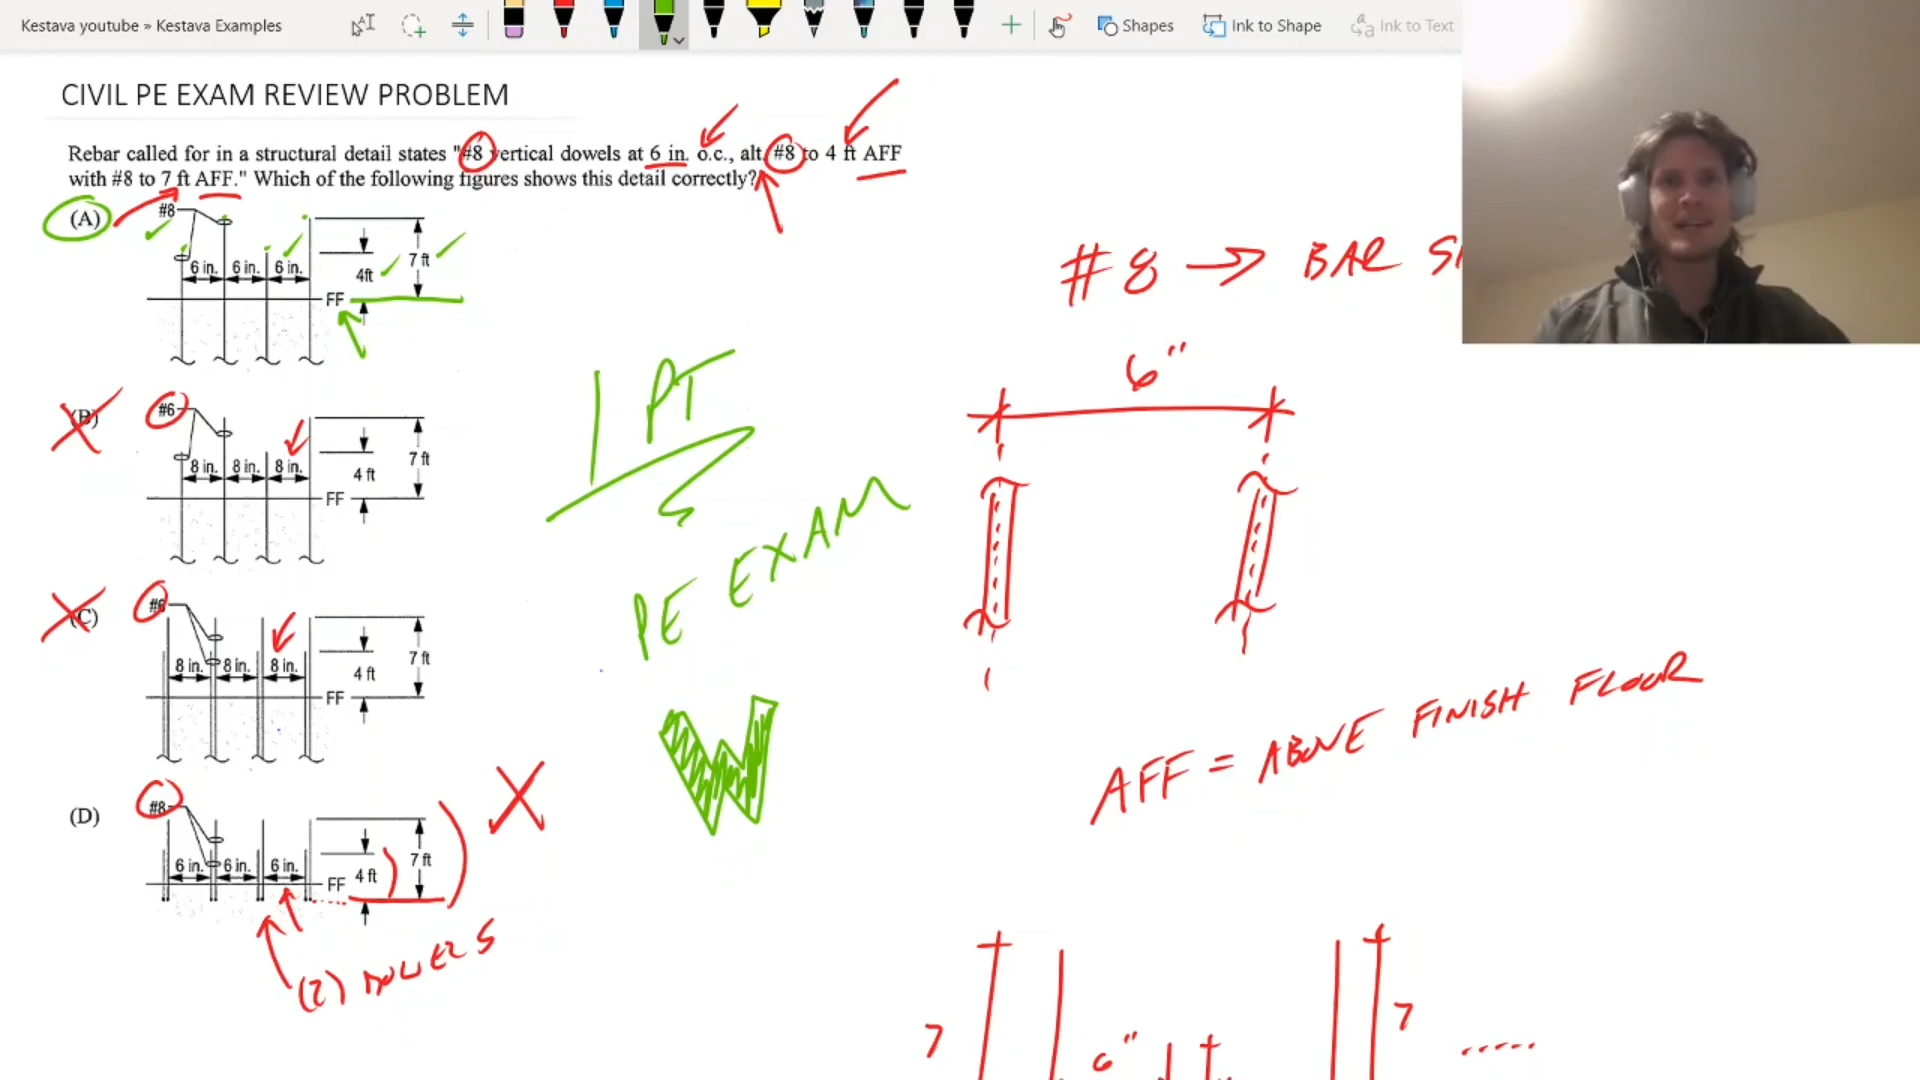 Kestava youtube » Kestava Examples
Shapes
Ink to Shape
Ink to Text
CIVIL PE EXAM REVIEW PROBLEM
Rebar called for in a structural detail states "#8 vertical dowels at 6 in. o.c., alt. #8 to 4 ft AFF
with #8 to 7 ft AFF." Which of the following figures shows this detail correctly?
(A)
#8
6 in. 6 in. 6 in.
4ft
7 ft
FF
(B)
#6
8 in. 8 in. 8 in.
4 ft
7 ft
FF
(C)
8 in. 8 in. 8 in.
4 ft
7 ft
FF
(D)
#8
6 in. 6 in. 6 in.
4 ft
7 ft
FF
(2) DOWELS
1 PT
PE EXAM
W
#8 → BAR
6"
AFF = ABOVE FINISH FLOOR
7
6"
7